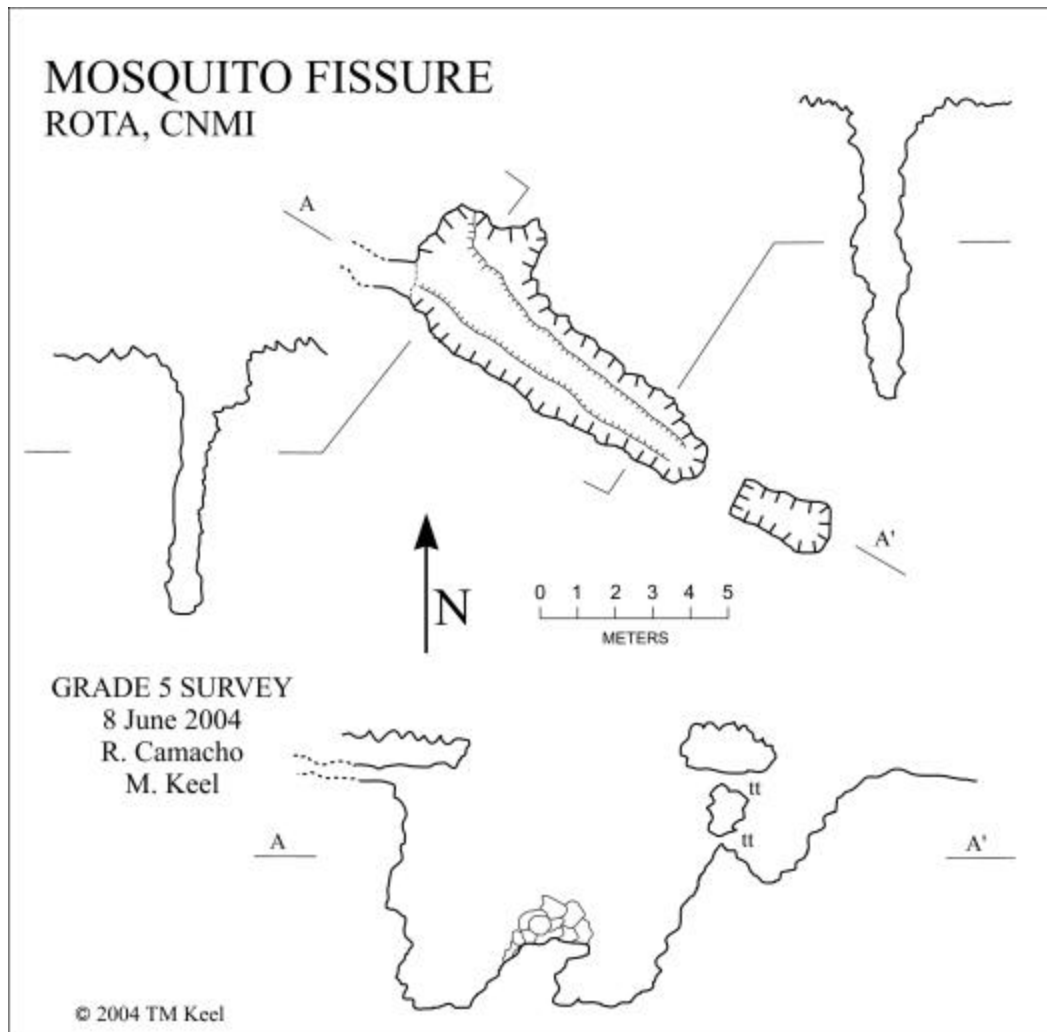 MOSQUITO FISSURE
ROTA, CNMI
A
A'
N
0 1 2 3 4 5
METERS
GRADE 5 SURVEY
8 June 2004
R. Camacho
M. Keel
tt
tt
A
A'
© 2004 TM Keel